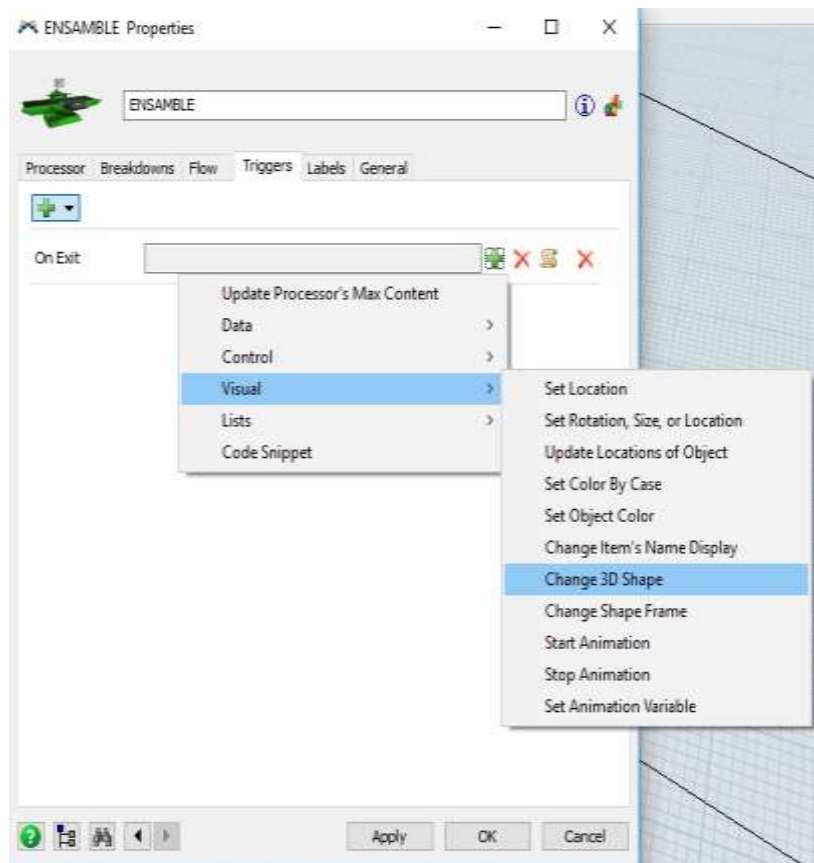 ENSAMBLE Properties
ENSAMBLE
Processor Breakdowns Flow Triggers Labels General
On Exit
Update Processor's Max Content
Data
Control
Visual
Lists
Code Snippet
Set Location
Set Rotation, Size, or Location
Update Locations of Object
Set Color By Case
Set Object Color
Change Item's Name Display
Change 3D Shape
Change Shape Frame
Start Animation
Stop Animation
Set Animation Variable
Apply OK Cancel